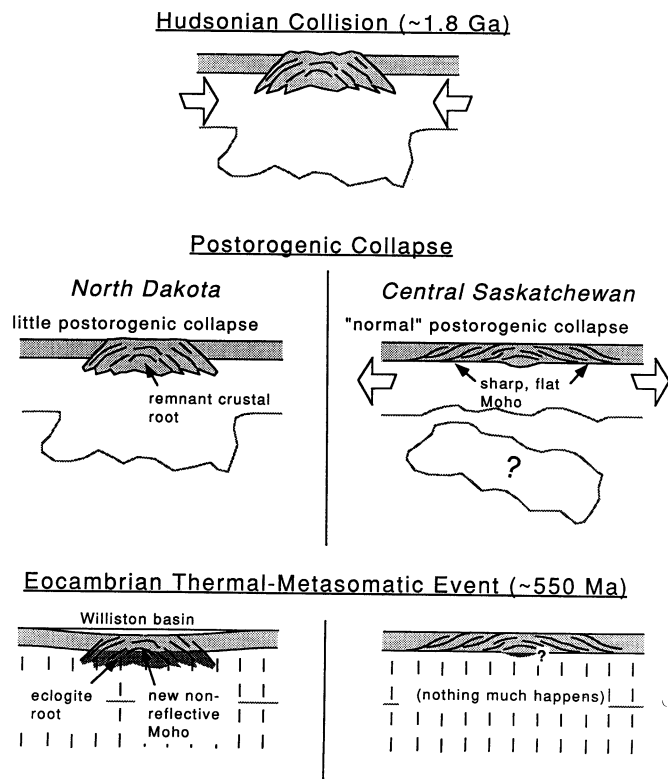 Hudsonian Collision (~1.8 Ga)
Postorogenic Collapse
North Dakota
little postorogenic collapse
remnant crustal
root
Central Saskatchewan
"normal" postorogenic collapse
sharp, flat
Moho
?
Eocambrian Thermal-Metasomatic Event (~550 Ma)
Williston basin
eclogite
root
new non-
reflective
Moho
?
(nothing much happens)